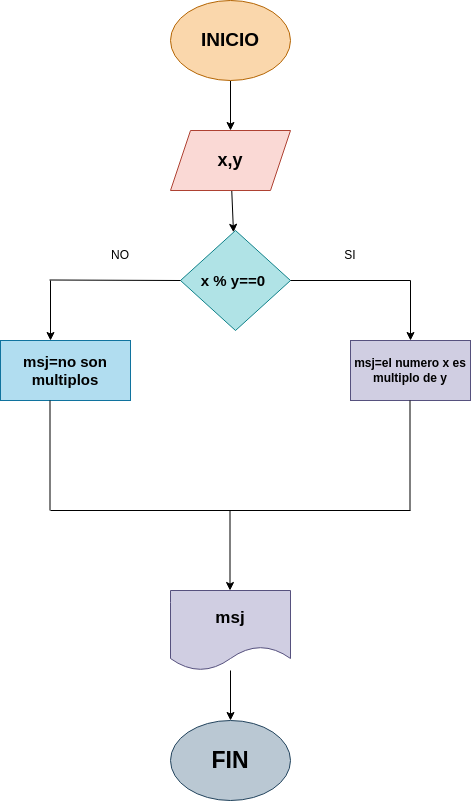 INICIO
x,y
NO
SI
x % y==0
msj=no son
multiplos
msj=el numero x es
multiplo de y
msj
FIN